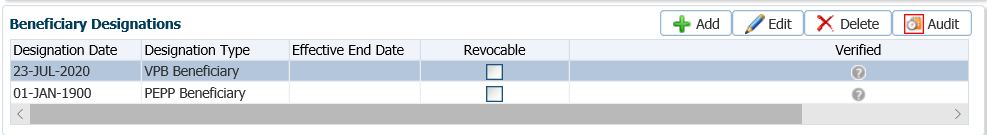 Beneficiary Designations Add Edit Delete Audit
Designation Date Designation Type Effective End Date Revocable Verified
23-JUL-2020 VPB Beneficiary ?
01-JAN-1900 PEPP Beneficiary ?